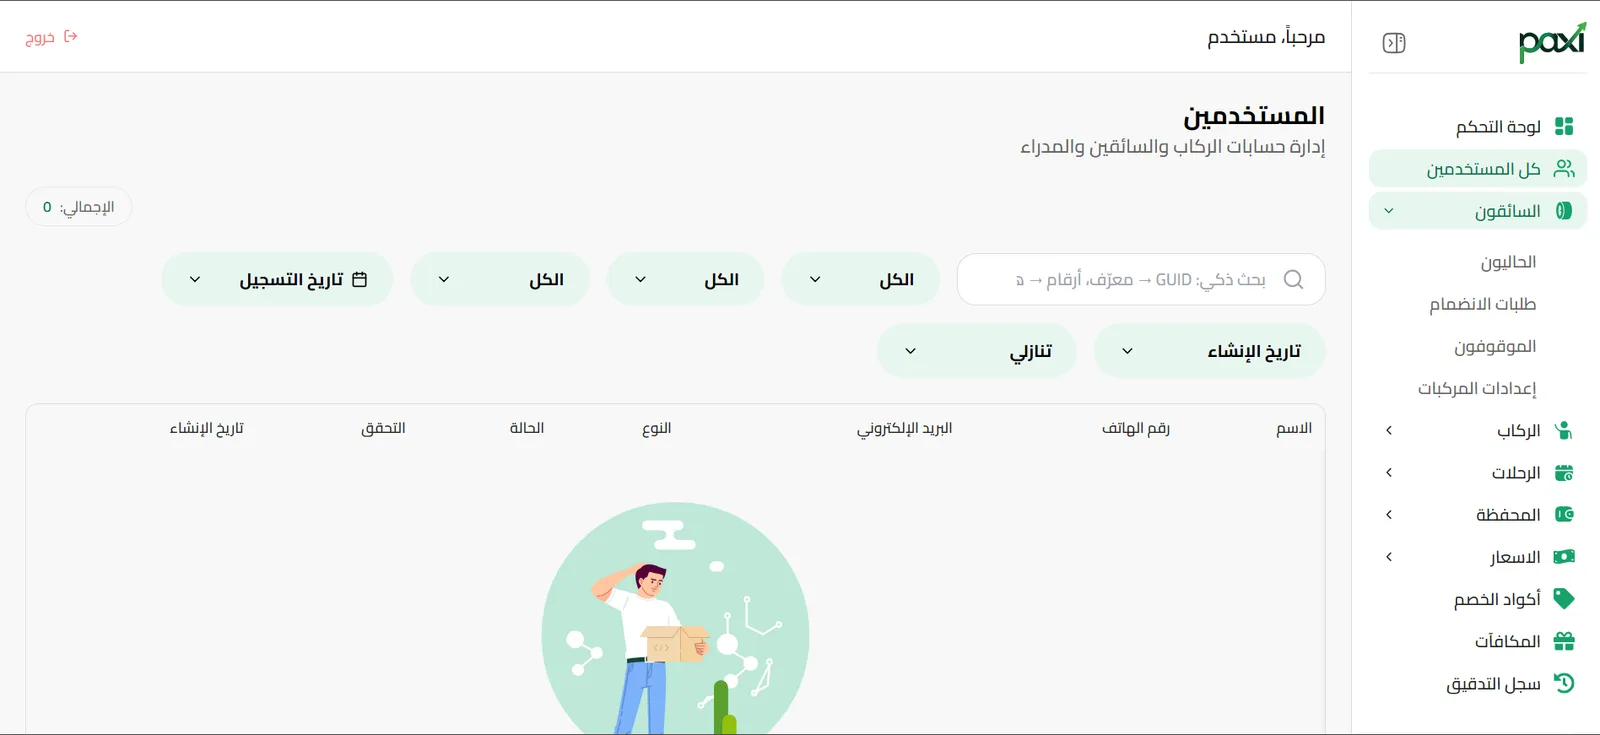 paxi
لوحة التحكم
كل المستخدمين
السائقون
الحاليون
طلبات الانضمام
الموقوفون
إعدادات المركبات
الركاب
الرحلات
المحفظة
الاسعار
أكواد الخصم
المكافآت
سجل التدقيق
مرحباً، مستخدم
خروج
المستخدمين
إدارة حسابات الركاب والسائقين والمدراء
الإجمالي: 0
بحث ذكي: GUID → معرّف، أرقام → ه
الكل
الكل
الكل
تاريخ التسجيل
تاريخ الإنشاء
تنازلي
الاسم رقم الهاتف البريد الإلكتروني النوع الحالة التحقق تاريخ الإنشاء